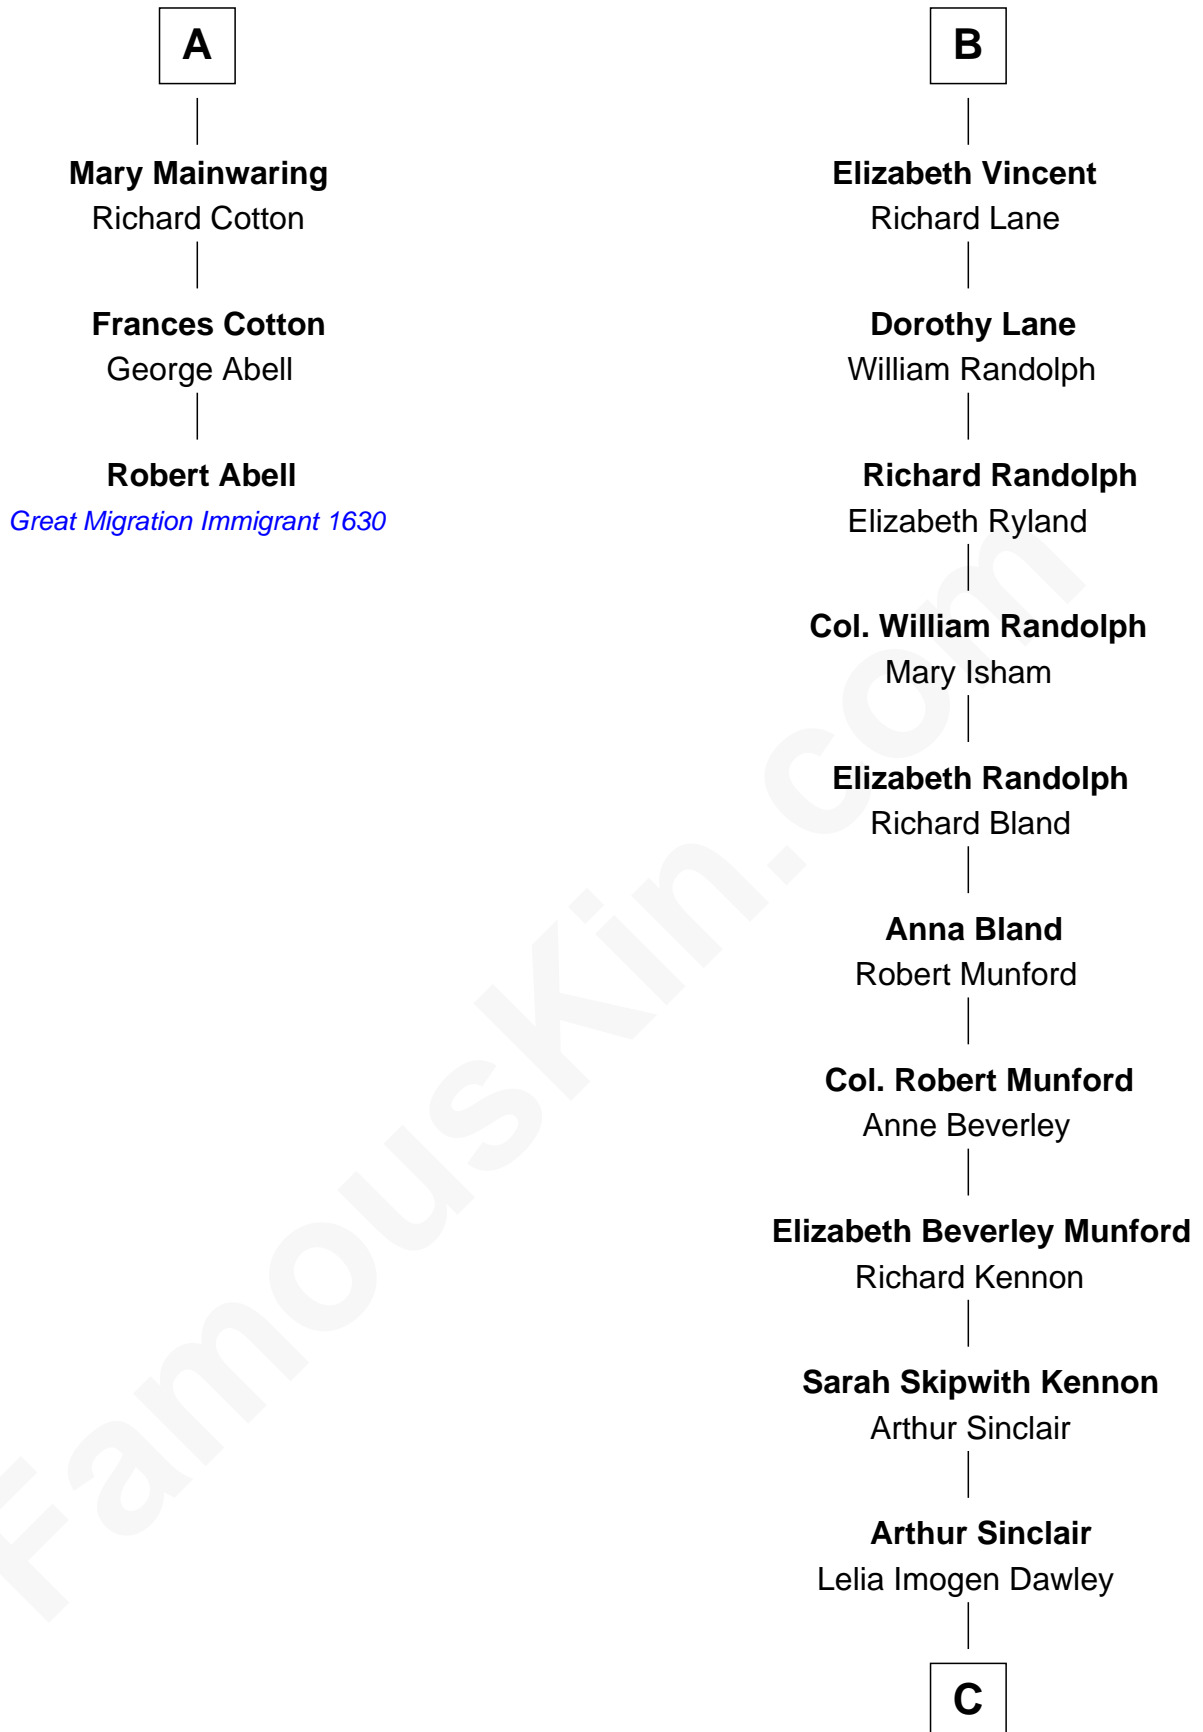 A
Mary Mainwaring
Richard Cotton
Frances Cotton
George Abell
Robert Abell
Great Migration Immigrant 1630
B
Elizabeth Vincent
Richard Lane
Dorothy Lane
William Randolph
Richard Randolph
Elizabeth Ryland
Col. William Randolph
Mary Isham
Elizabeth Randolph
Richard Bland
Anna Bland
Robert Munford
Col. Robert Munford
Anne Beverley
Elizabeth Beverley Munford
Richard Kennon
Sarah Skipwith Kennon
Arthur Sinclair
Arthur Sinclair
Lelia Imogen Dawley
C
FamousKin.com